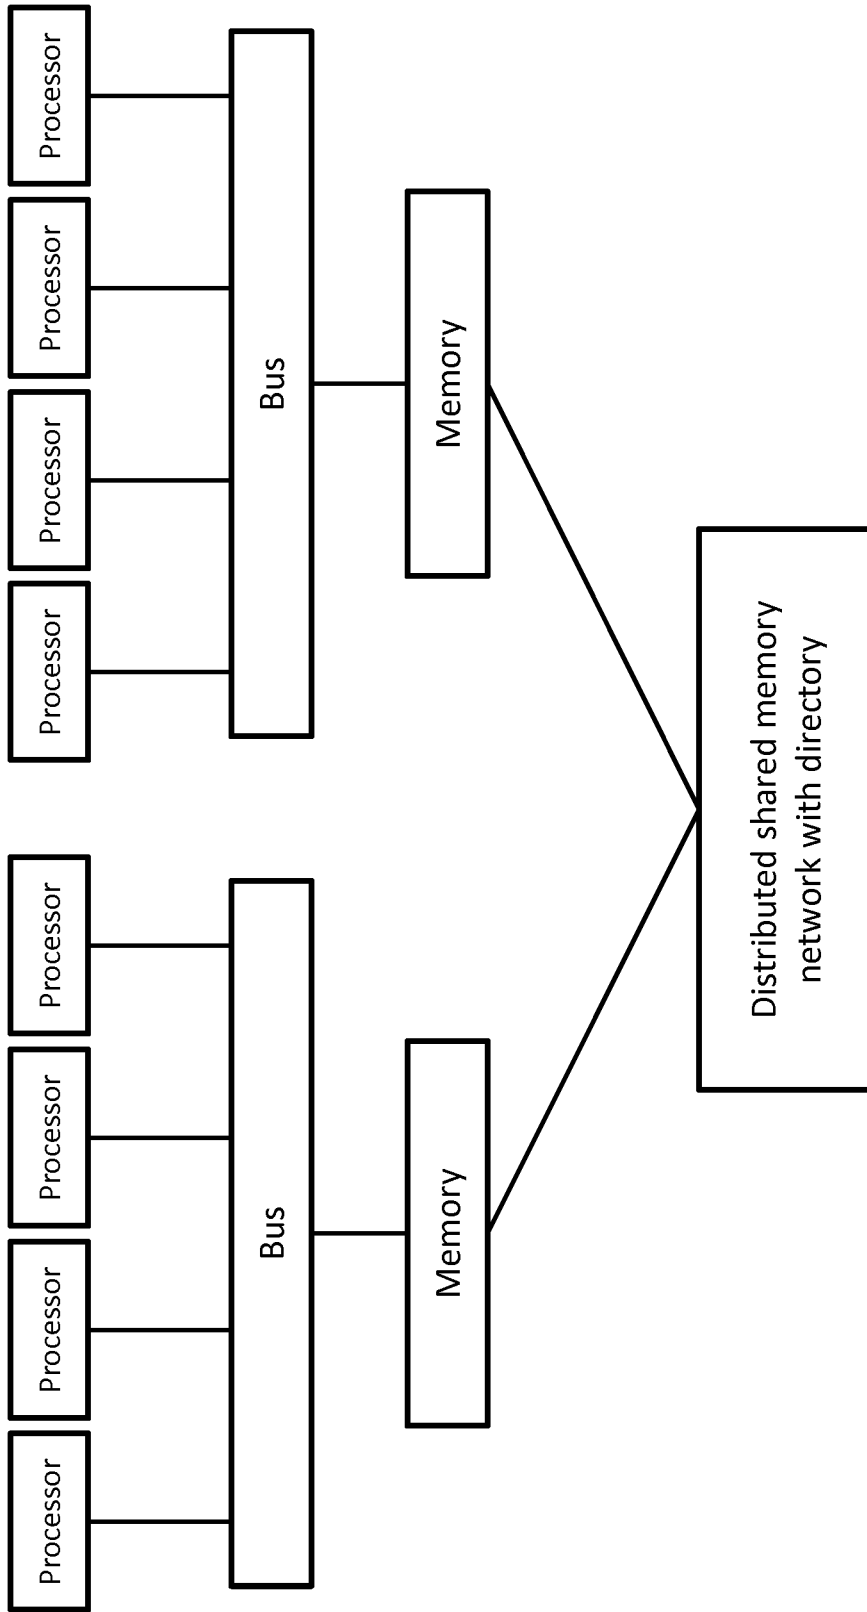 Processor
Processor
Processor
Processor
Processor
Processor
Processor
Processor
Bus
Bus
Memory
Memory
Distributed shared memory
network with directory